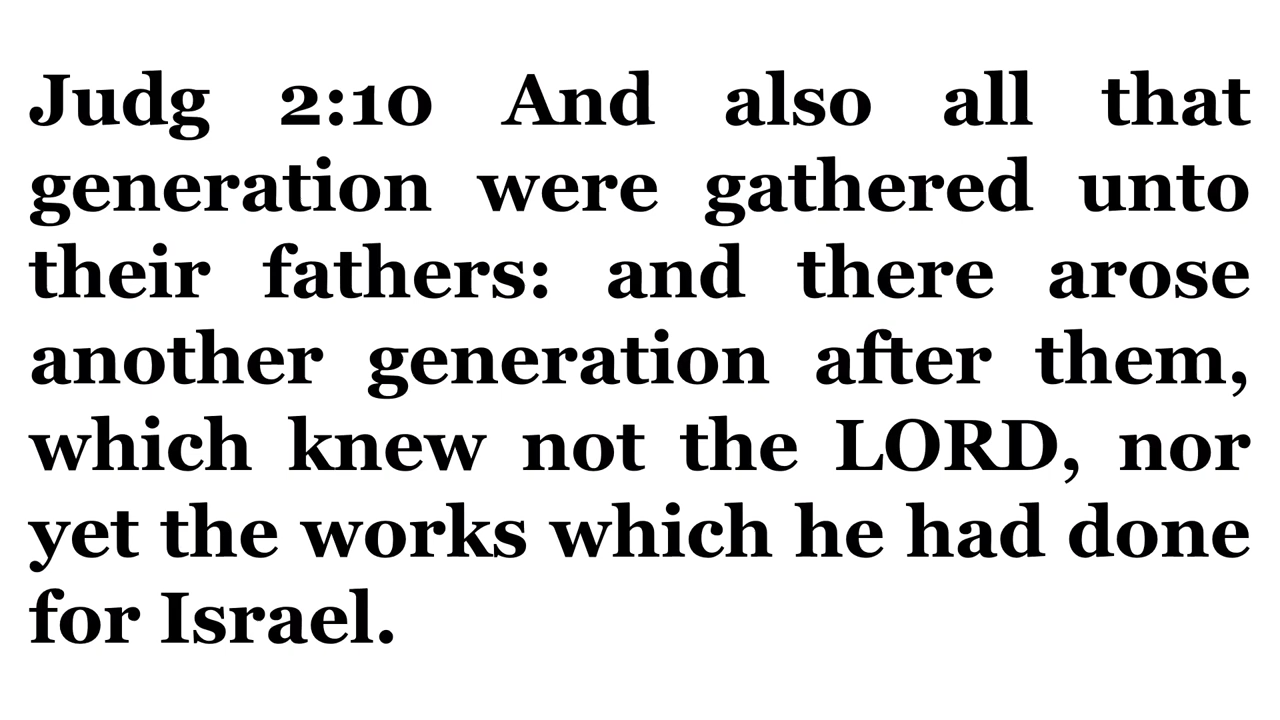 Judg 2:10 And also all that
generation were gathered unto
their fathers: and there arose
another generation after them,
which knew not the LORD, nor
yet the works which he had done
for Israel.